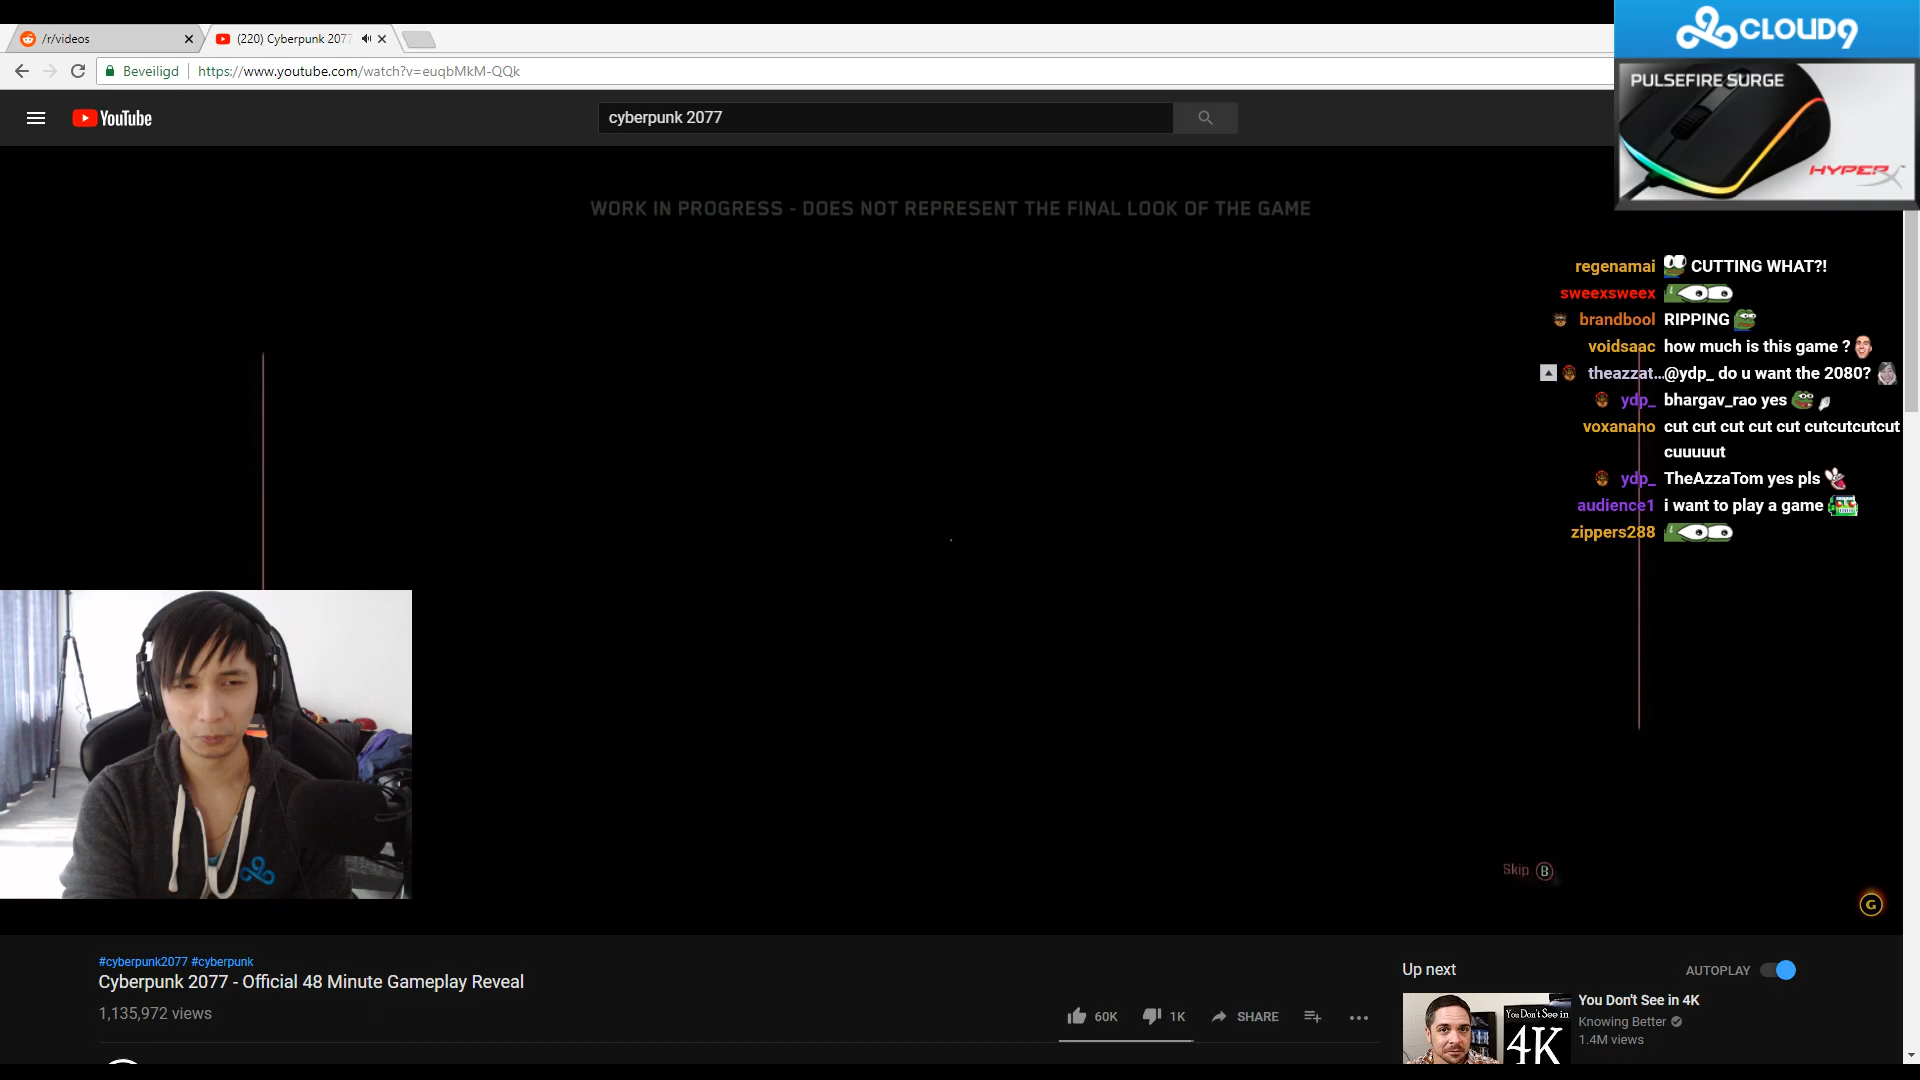 /r/videos
(220) Cyberpunk 2077
Beveiligd
https://www.youtube.com/watch?v=euqbMkM-QQk
YouTube
cyberpunk 2077
CLOUD9
PULSEFIRE SURGE
HYPERX
WORK IN PROGRESS - DOES NOT REPRESENT THE FINAL LOOK OF THE GAME
regenamai CUTTING WHAT?!
sweexsweex
brandbool RIPPING
voidsaac how much is this game ?
theazzat... @ydp_ do u want the 2080?
ydp_ bhargav_rao yes
voxanano cut cut cut cut cut cutcutcutcut
cuuuuut
ydp_ TheAzzaTom yes pls
audience1 i want to play a game
zippers288
Skip B
G
#cyberpunk2077 #cyberpunk
Cyberpunk 2077 - Official 48 Minute Gameplay Reveal
1,135,972 views
60K
1K
SHARE
Up next
AUTOPLAY
You Don't See in
4K
You Don't See in 4K
Knowing Better
1.4M views